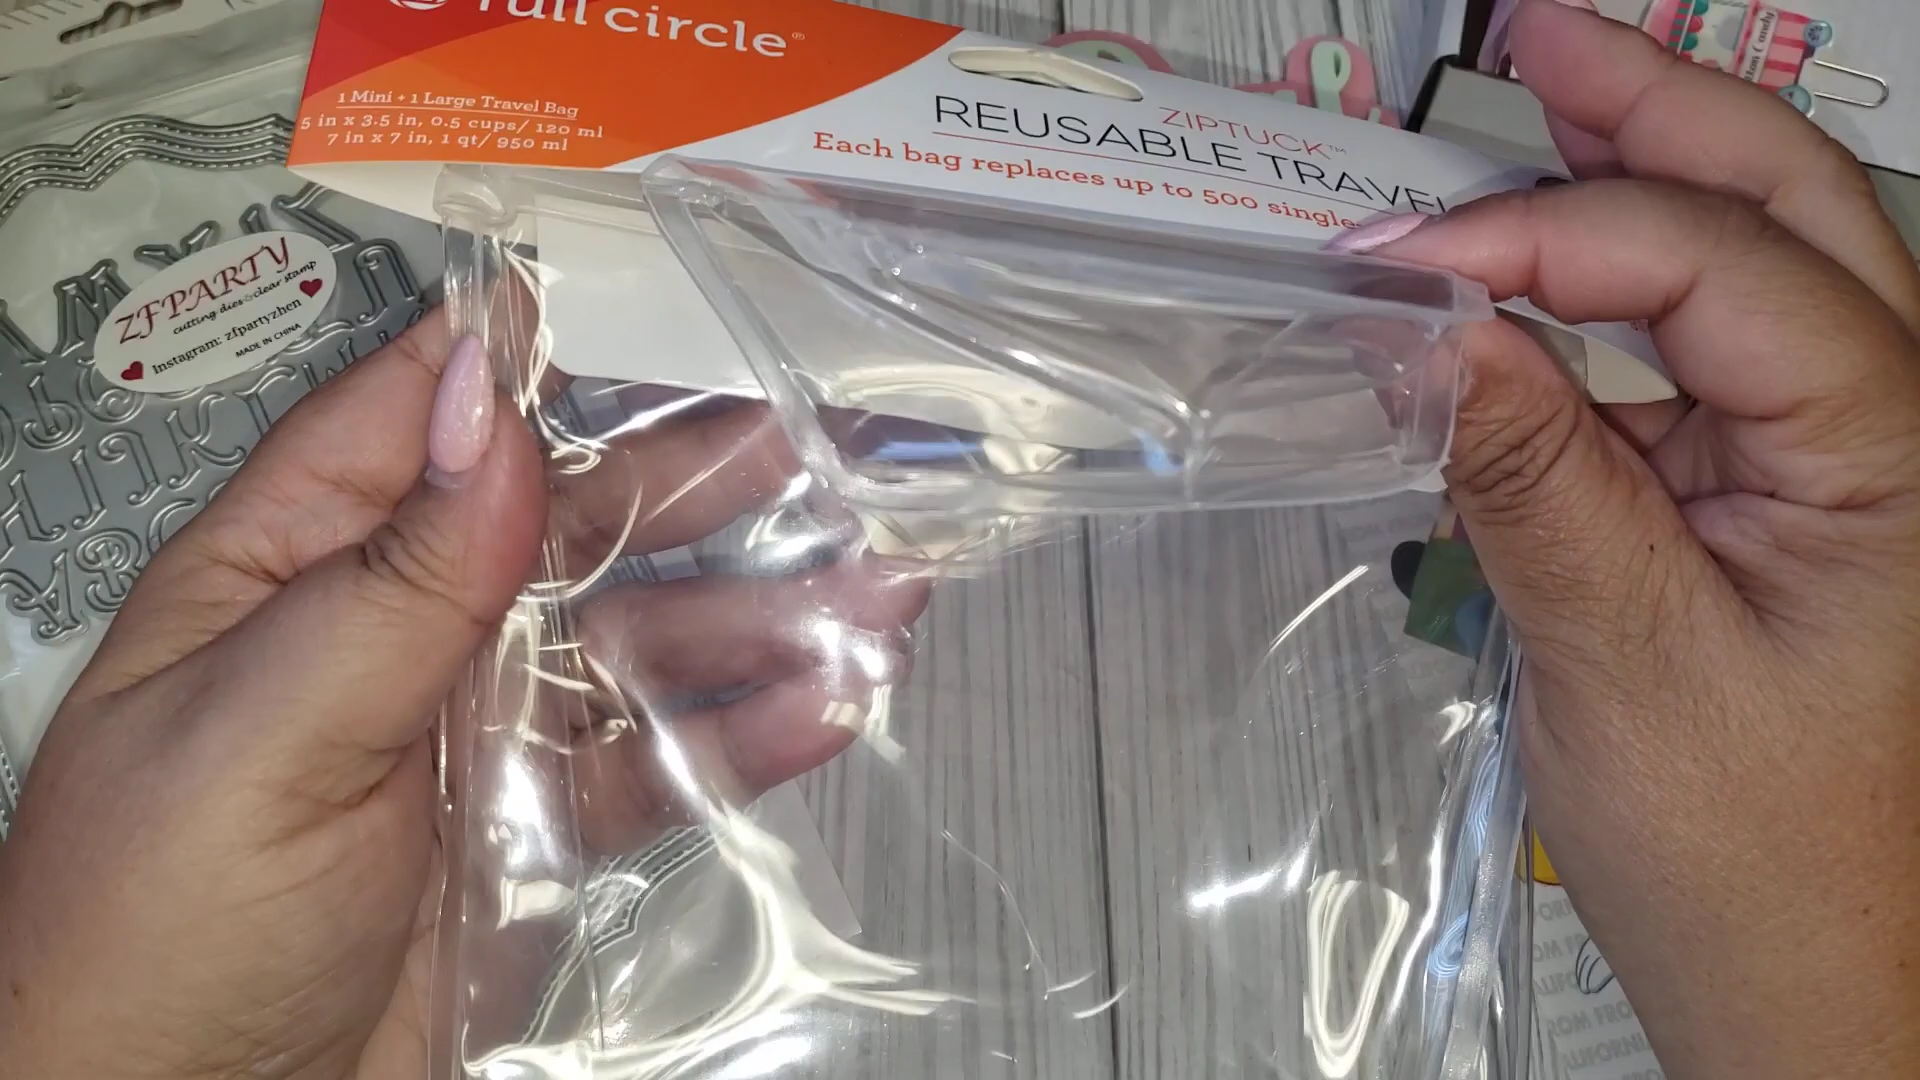 full circle®
1 Mini + 1 Large Travel Bag
5 in x 3.5 in, 0.5 cups/ 120 ml
7 in x 7 in, 1 qt/ 950 ml
ZIPTUCK™
REUSABLE TRAVEL
Each bag replaces up to 500 single
ZFPARTY
cutting dies & clear stamp
Instagram: zfpartyzhen
MADE IN CHINA
Candy